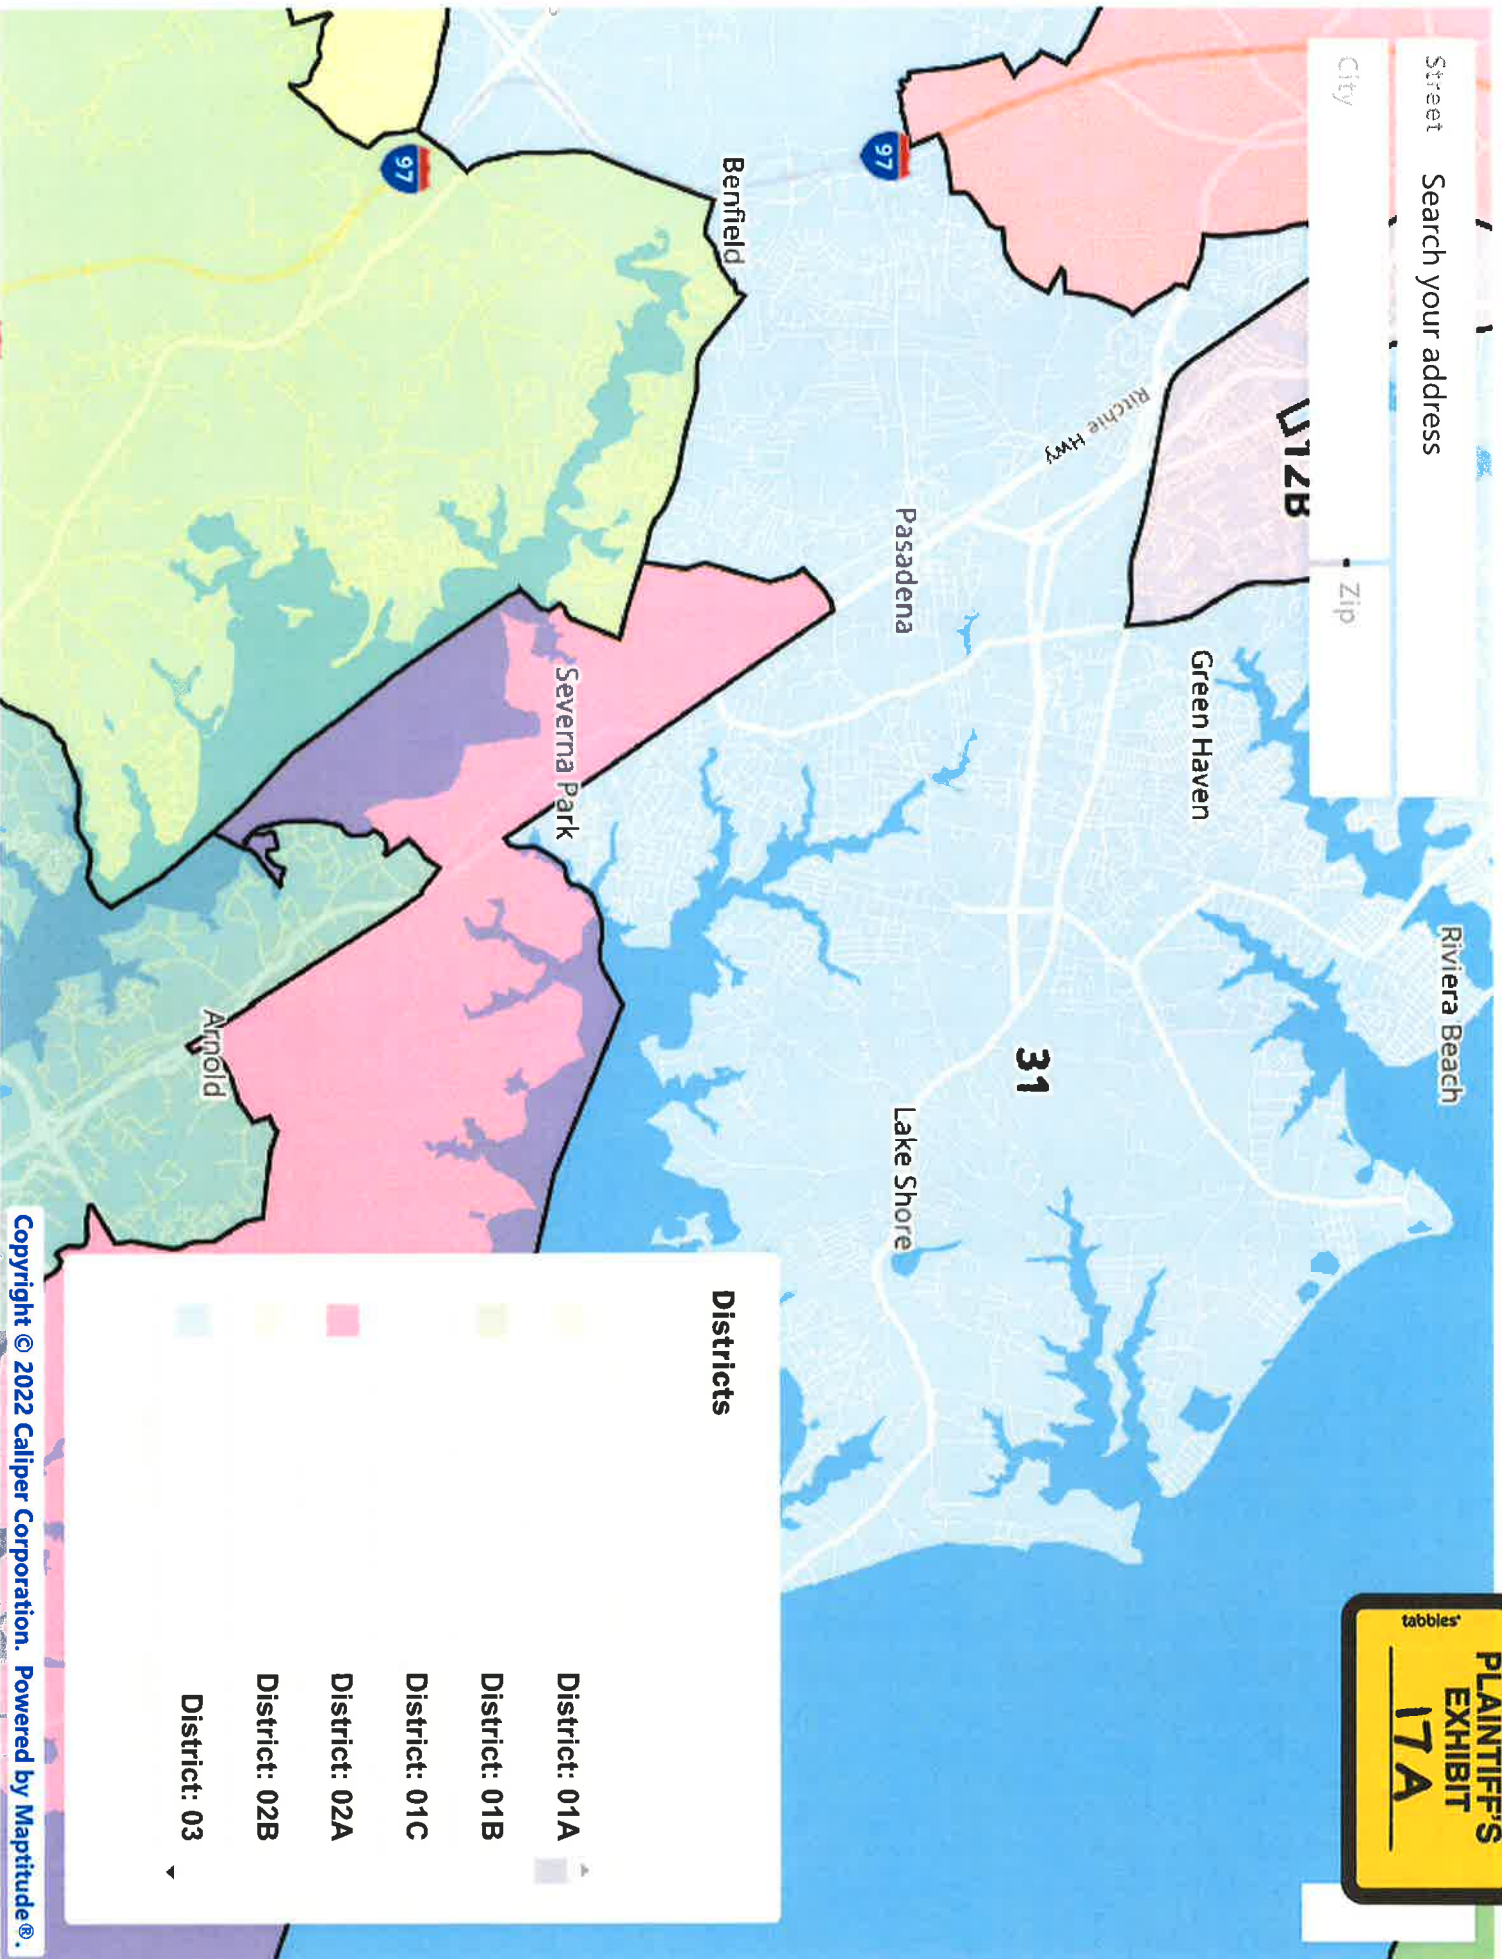 Street Search your address
City
Zip
PLAINTIFF'S
EXHIBIT
17A
tabbies
Riviera Beach
Green Haven
12B
31
Ritchie Hwy
Lake Shore
Pasadena
97
Benfield
Severna Park
97
Arnold
Districts
District: 01A
District: 01B
District: 01C
District: 02A
District: 02B
District: 03
Copyright © 2022 Caliper Corporation. Powered by Maptitude®.